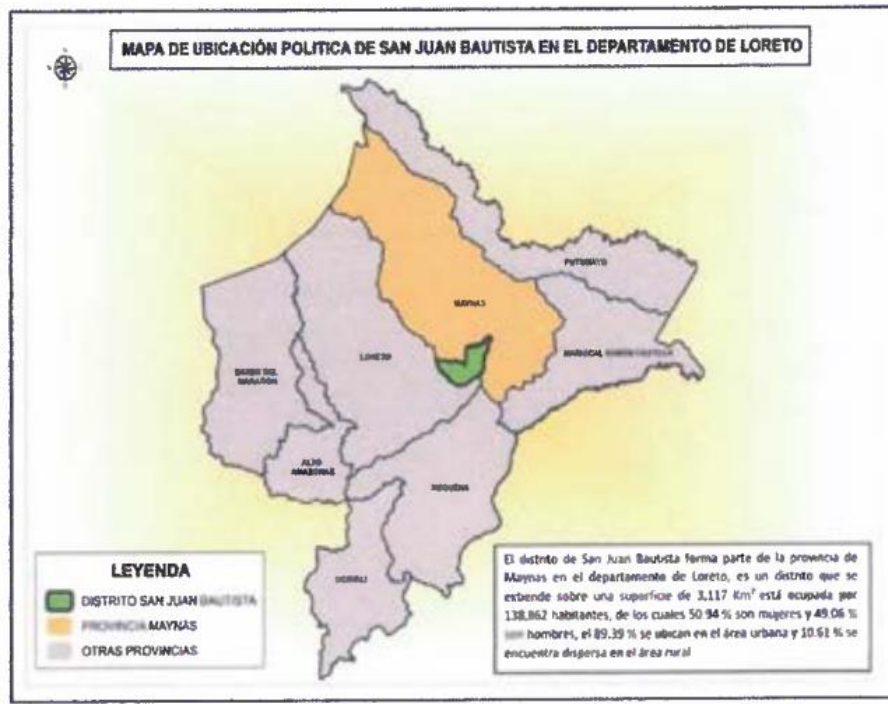 MAPA DE UBICACIÓN POLITICA DE SAN JUAN BAUTISTA EN EL DEPARTAMENTO DE LORETO
PUTUMAYO
MAYNAS
MARISCAL
LORETO
DATEM DEL
MARAÑÓN
ALTO
AMAZONAS
REQUENA
UCAYALI
LEYENDA
DISTRITO SAN JUAN
MAYNAS
OTRAS PROVINCIAS
El distrito de San Juan Bautista forma parte de la provincia de
Maynas en el departamento de Loreto, es un distrito que se
extiende sobre una superficie de 3,117 Km² está ocupada por
138,862 habitantes, de los cuales 50.94 % son mujeres y 49.06 %
hombres, el 89.39 % se ubican en el área urbana y 10.61 % se
encuentra dispersa en el área rural